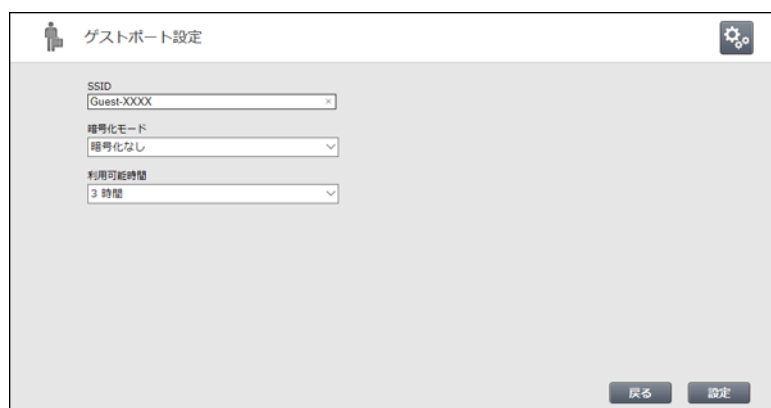 ゲストポート設定
SSID
Guest-XXXX
暗号化モード
暗号化なし
利用可能時間
3 時間
戻る
設定